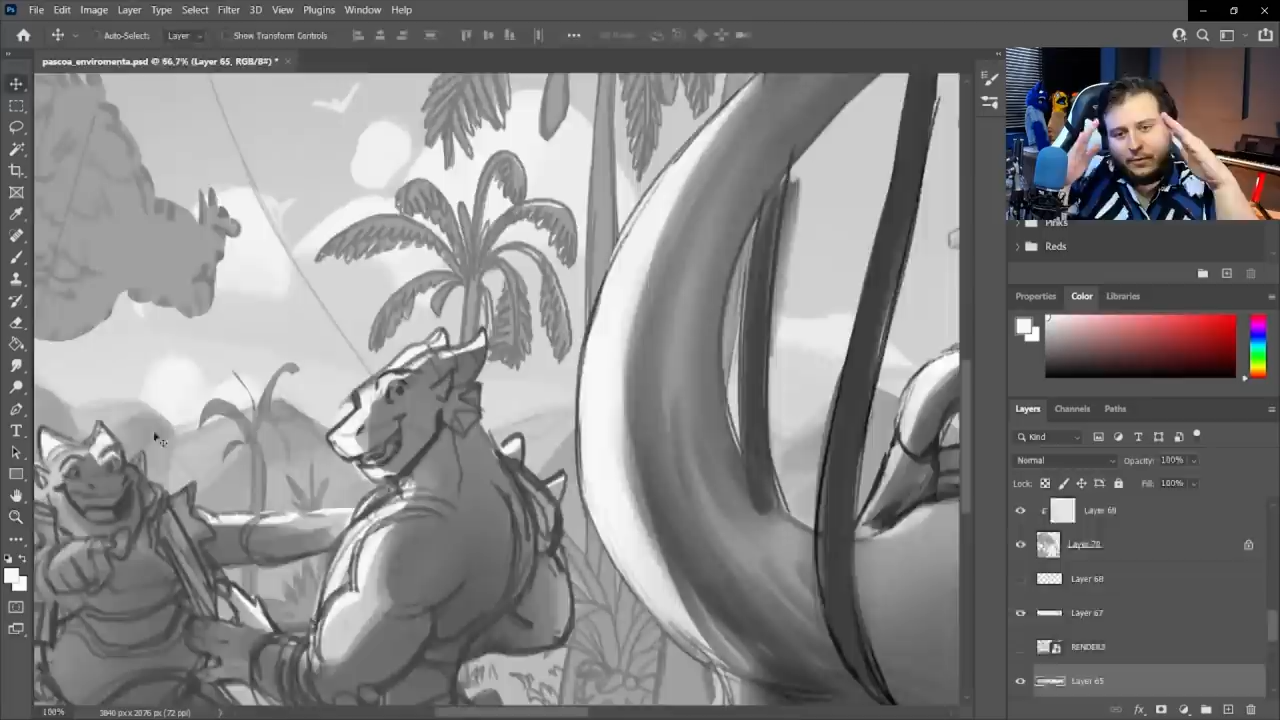 Ps File Edit Image Layer Type Select Filter 3D View Plugins Window Help
Auto-Select: Layer Show Transform Controls
pascoa_enviromenta.psd @ 66,7% (Layer 65, RGB/8#) *
Pinks
Reds
Properties Color Libraries
Layers Channels Paths
Kind
Normal Opacity: 100%
Lock: Fill: 100%
Layer 69
Layer 70
Layer 68
Layer 67
RENDER3
Layer 65
fx
100% 3840 px x 2076 px (72 ppi)